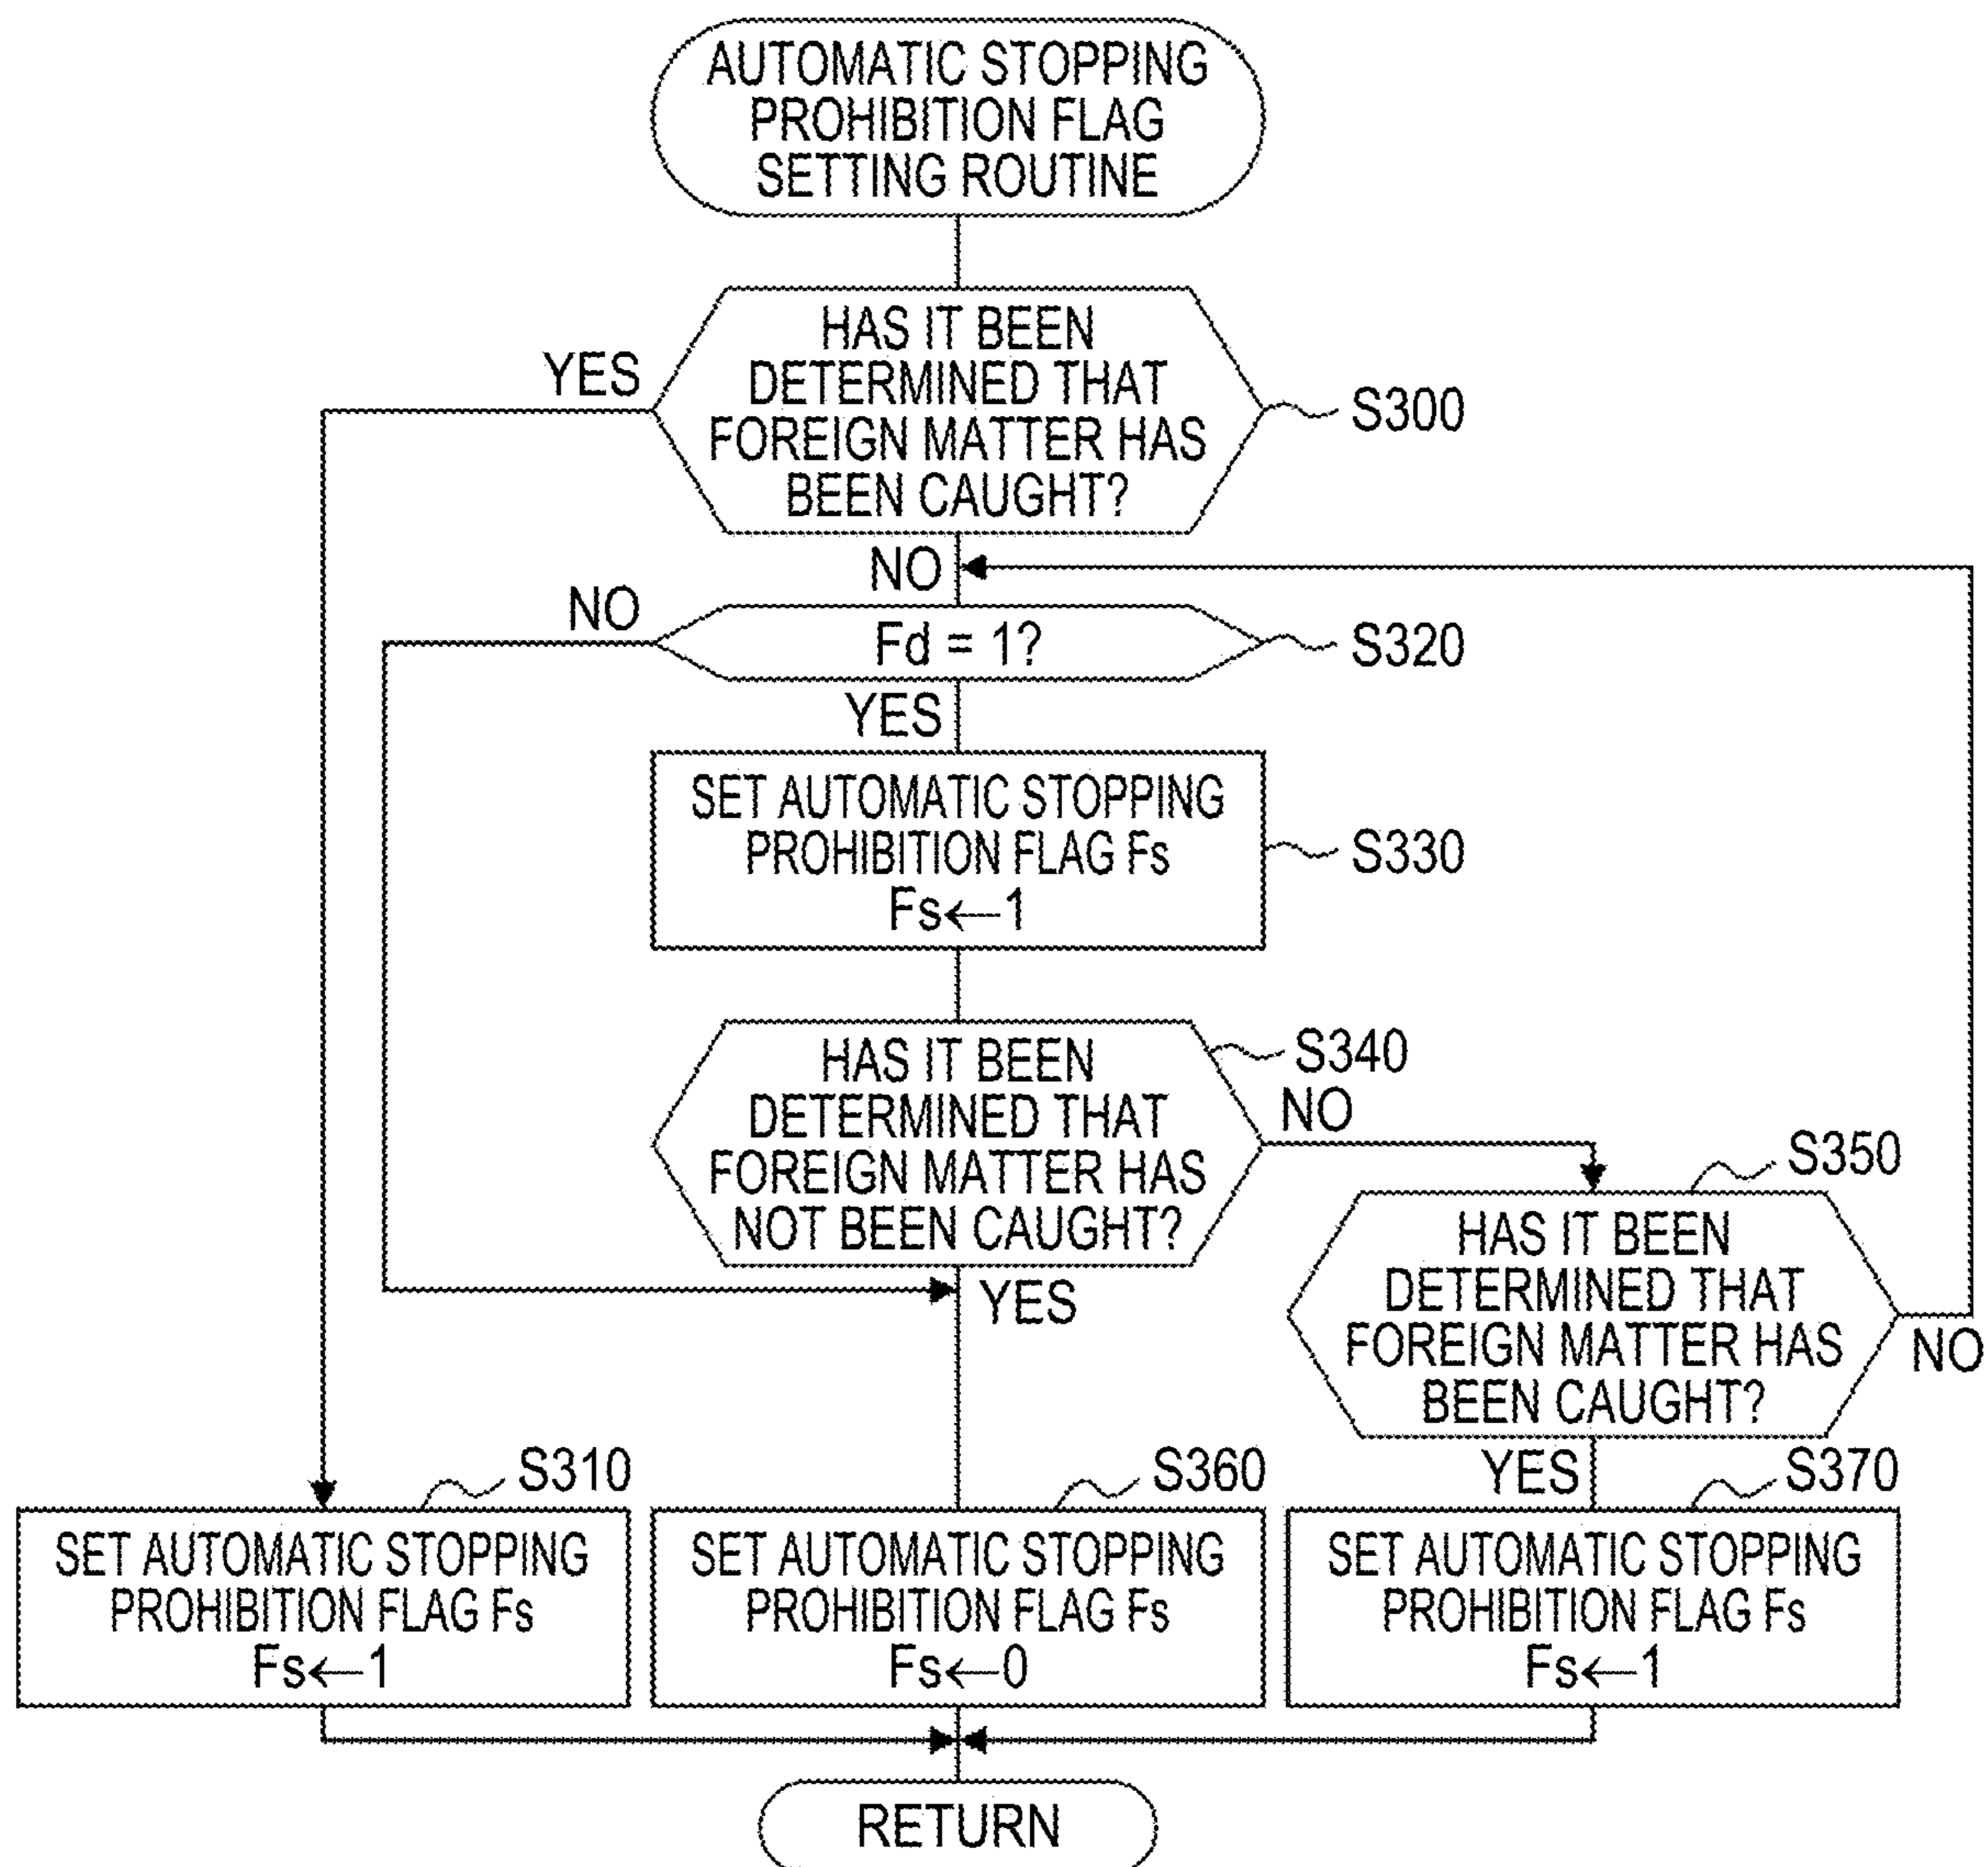 AUTOMATIC STOPPING
PROHIBITION FLAG
SETTING ROUTINE
HAS IT BEEN
DETERMINED THAT
FOREIGN MATTER HAS
BEEN CAUGHT?
YES
S300
NO
NO
Fd = 1?
S320
YES
SET AUTOMATIC STOPPING
PROHIBITION FLAG Fs
Fs←1
S330
HAS IT BEEN
DETERMINED THAT
FOREIGN MATTER HAS
NOT BEEN CAUGHT?
S340
NO
YES
S350
HAS IT BEEN
DETERMINED THAT
FOREIGN MATTER HAS
BEEN CAUGHT?
NO
YES
S310
SET AUTOMATIC STOPPING
PROHIBITION FLAG Fs
Fs←1
S360
SET AUTOMATIC STOPPING
PROHIBITION FLAG Fs
Fs←0
S370
SET AUTOMATIC STOPPING
PROHIBITION FLAG Fs
Fs←1
RETURN